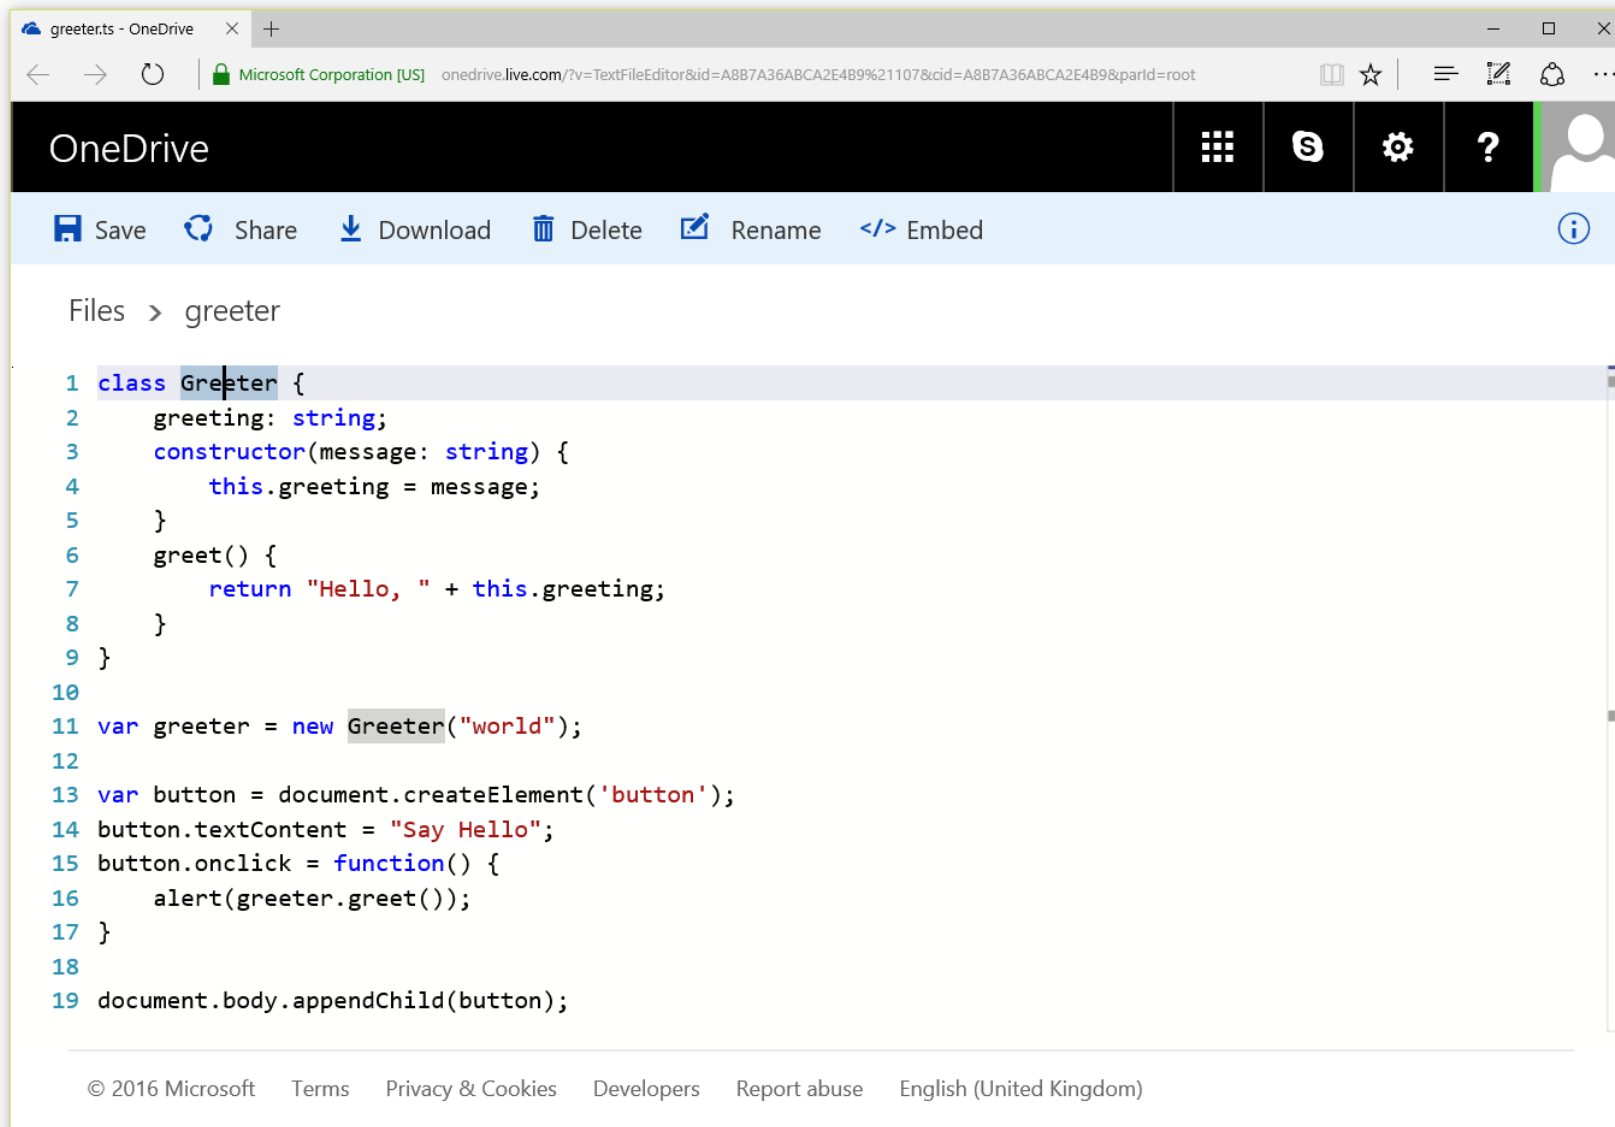 greeter.ts - OneDrive
Microsoft Corporation [US] onedrive.live.com/?v=TextFileEditor&id=A8B7A36ABCA2E4B9%21107&cid=A8B7A36ABCA2E4B9&parId=root
OneDrive
Save Share Download Delete Rename </> Embed
Files > greeter
1 class Greeter {
2     greeting: string;
3     constructor(message: string) {
4         this.greeting = message;
5     }
6     greet() {
7         return "Hello, " + this.greeting;
8     }
9 }
10
11 var greeter = new Greeter("world");
12
13 var button = document.createElement('button');
14 button.textContent = "Say Hello";
15 button.onclick = function() {
16     alert(greeter.greet());
17 }
18
19 document.body.appendChild(button);
© 2016 Microsoft Terms Privacy & Cookies Developers Report abuse English (United Kingdom)